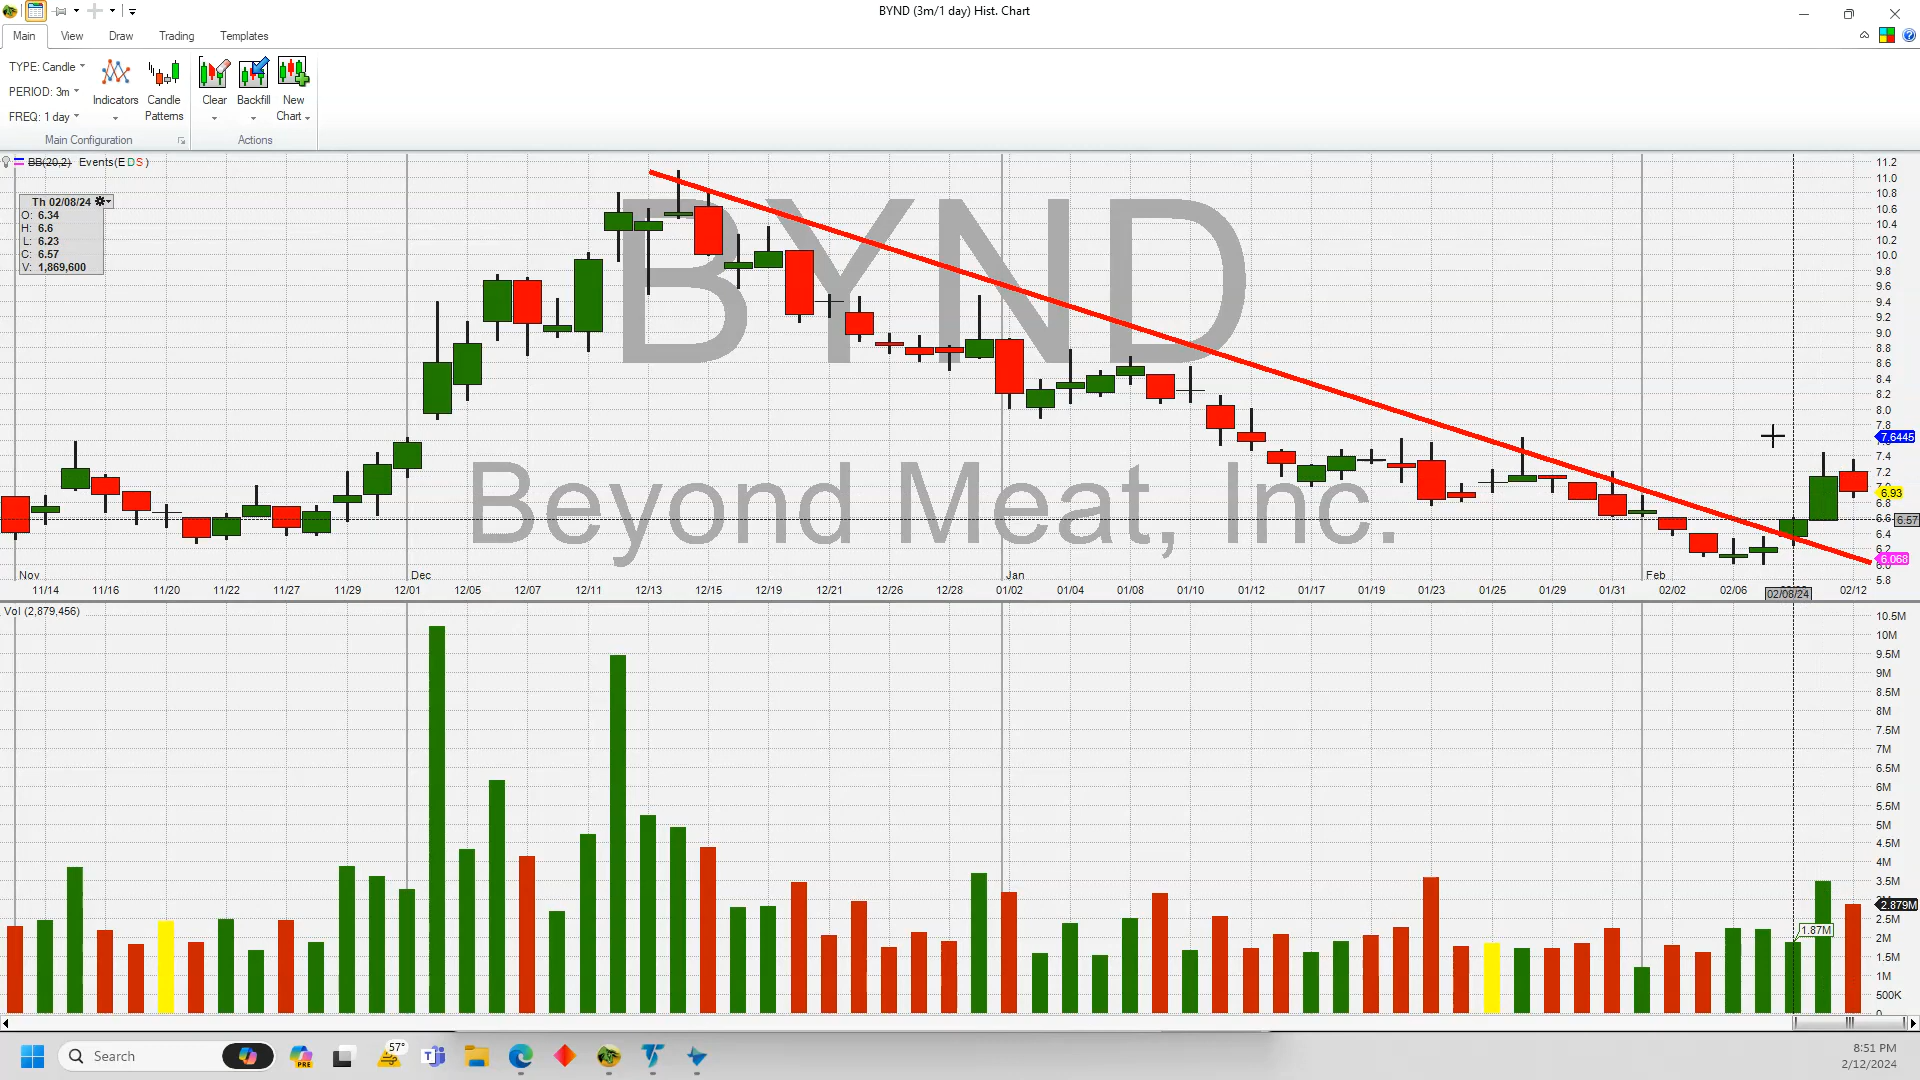 BYND (3m/1 day) Hist. Chart
Main View Draw Trading Templates
TYPE: Candle
PERIOD: 3m
FREQ: 1 day
Indicators
Candle Patterns
Clear
Backfill
New Chart
Main Configuration
Actions
BB(20,2) Events(EDS)
Th 02/08/24
O: 6.34
H: 6.6
L: 6.23
C: 6.57
V: 1,869,600
BYND
Beyond Meat, Inc.
11.2
11.0
10.8
10.6
10.4
10.2
10.0
9.8
9.6
9.4
9.2
9.0
8.8
8.6
8.4
8.2
8.0
7.8
7.6445
7.4
7.2
6.93
6.8
6.6
6.57
6.4
6.2
6.068
5.8
Nov Dec Jan Feb
11/14 11/16 11/20 11/22 11/27 11/29 12/01 12/05 12/07 12/11 12/13 12/15 12/19 12/21 12/26 12/28 01/02 01/04 01/08 01/10 01/12 01/17 01/19 01/23 01/25 01/29 01/31 02/02 02/06 02/08/24 02/12
Vol (2,879,456)
10.5M
10M
9.5M
9M
8.5M
8M
7.5M
7M
6.5M
6M
5.5M
5M
4.5M
4M
3.5M
2.879M
2.5M
1.87M
2M
1.5M
1M
500K
0
Search
PRE
57°
8:51 PM
2/12/2024